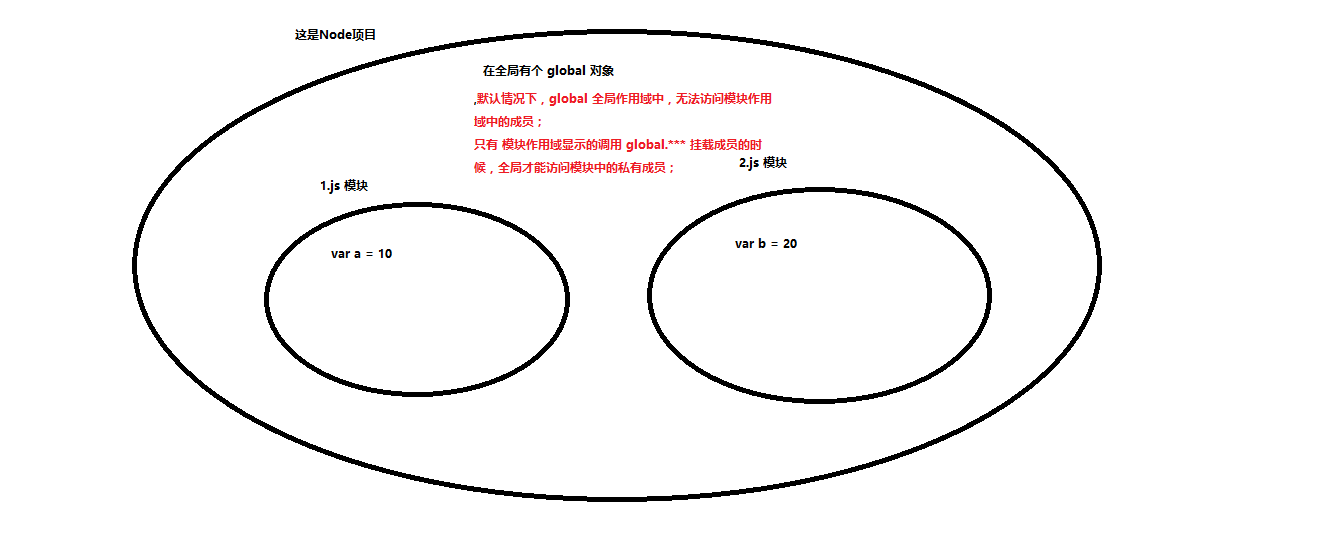 这是Node项目
在全局有个 global 对象
,默认情况下，global 全局作用域中，无法访问模块作用
域中的成员；
只有 模块作用域显示的调用 global.*** 挂载成员的时
候，全局才能访问模块中的私有成员；
2.js 模块
1.js 模块
var b = 20
var a = 10